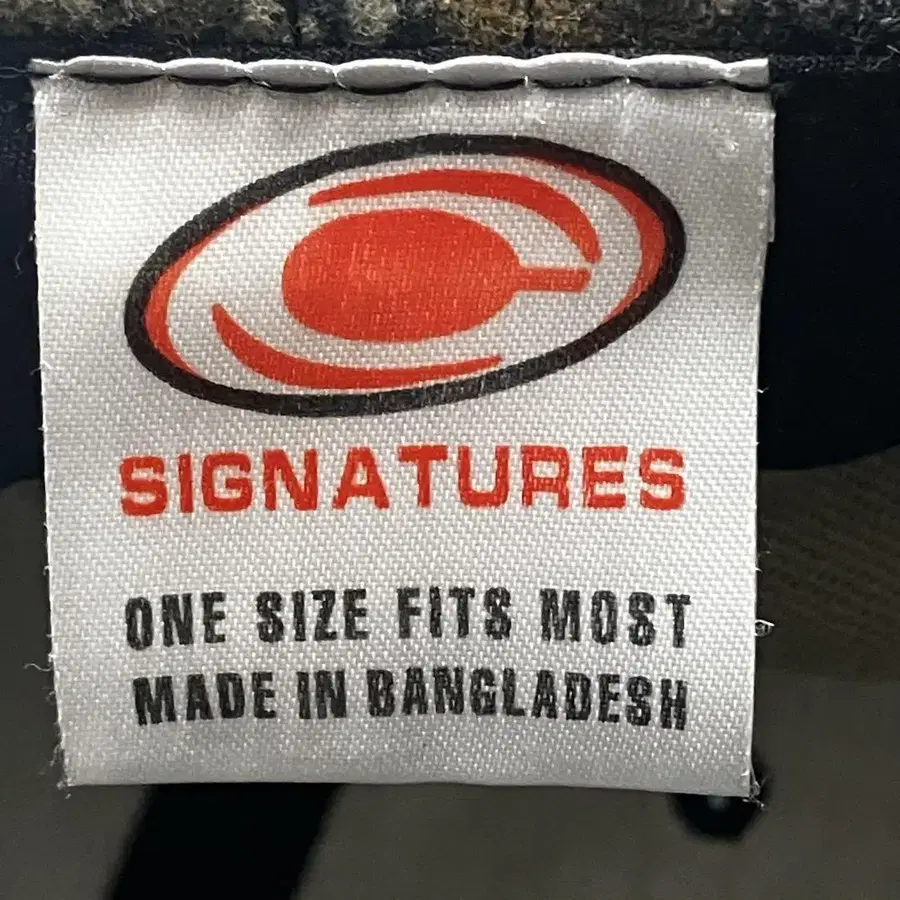 SIGNATURES
ONE SIZE FITS MOST
MADE IN BANGLADESH